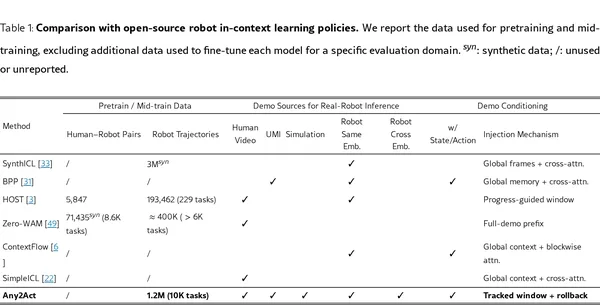 Table 1: Comparison with open-source robot in-context learning policies. We report the data used for pretraining and mid-
training, excluding additional data used to fine-tune each model for a specific evaluation domain. syn: synthetic data; /: unused
or unreported.
Pretrain / Mid-train Data Demo Sources for Real-Robot Inference Demo Conditioning
Method Human–Robot Pairs Robot Trajectories Human Video UMI Simulation Robot Same Emb. Robot Cross Emb. w/ State/Action Injection Mechanism
SynthICL [33] / 3Msyn ✓ Global frames + cross-attn.
BPP [31] / / ✓ ✓ ✓ Global memory + cross-attn.
HOST [3] 5,847 193,462 (229 tasks) ✓ ✓ Progress-guided window
Zero-WAM [49] 71,435syn (8.6K tasks) ≈ 400K ( > 6K tasks) ✓ Full-demo prefix
ContextFlow [6] / / ✓ ✓ Global context + blockwise attn.
SimpleICL [22] / / ✓ Global context + cross-attn.
Any2Act / 1.2M (10K tasks) ✓ ✓ ✓ ✓ ✓ ✓ Tracked window + rollback